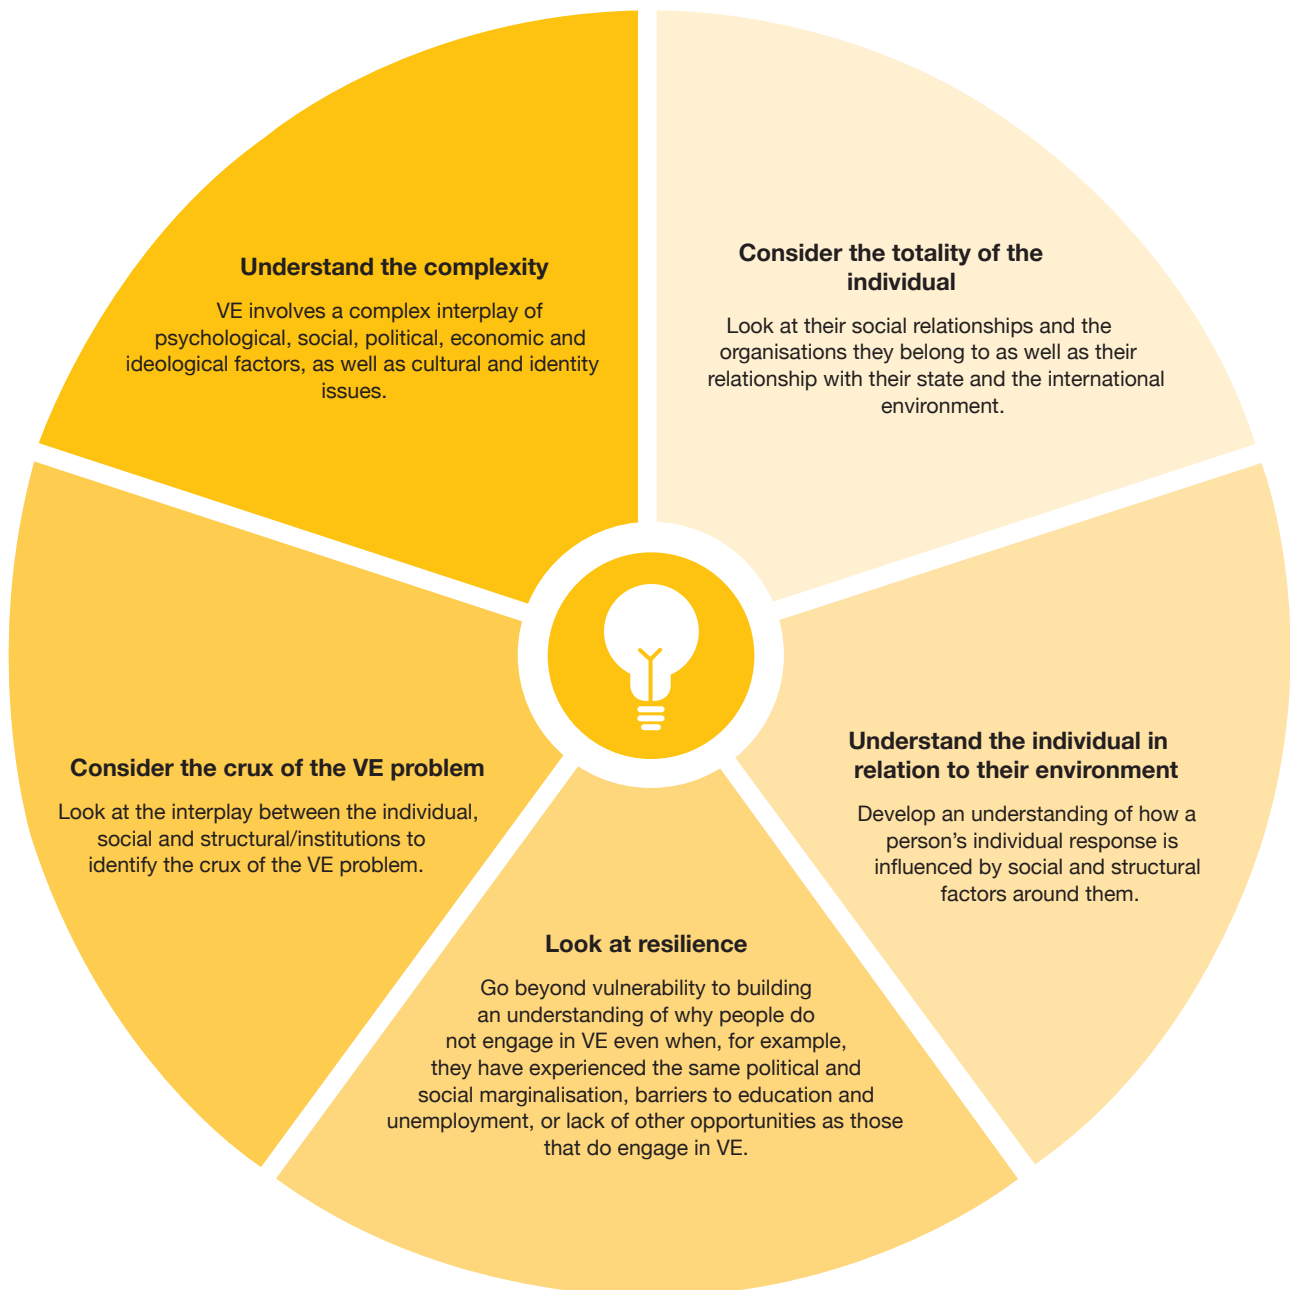 Understand the complexity
VE involves a complex interplay of
psychological, social, political, economic and
ideological factors, as well as cultural and identity
issues.
Consider the totality of the
individual
Look at their social relationships and the
organisations they belong to as well as their
relationship with their state and the international
environment.
Understand the individual in
relation to their environment
Develop an understanding of how a
person’s individual response is
influenced by social and structural
factors around them.
Look at resilience
Go beyond vulnerability to building
an understanding of why people do
not engage in VE even when, for example,
they have experienced the same political and
social marginalisation, barriers to education and
unemployment, or lack of other opportunities as those
that do engage in VE.
Consider the crux of the VE problem
Look at the interplay between the individual,
social and structural/institutions to
identify the crux of the VE problem.